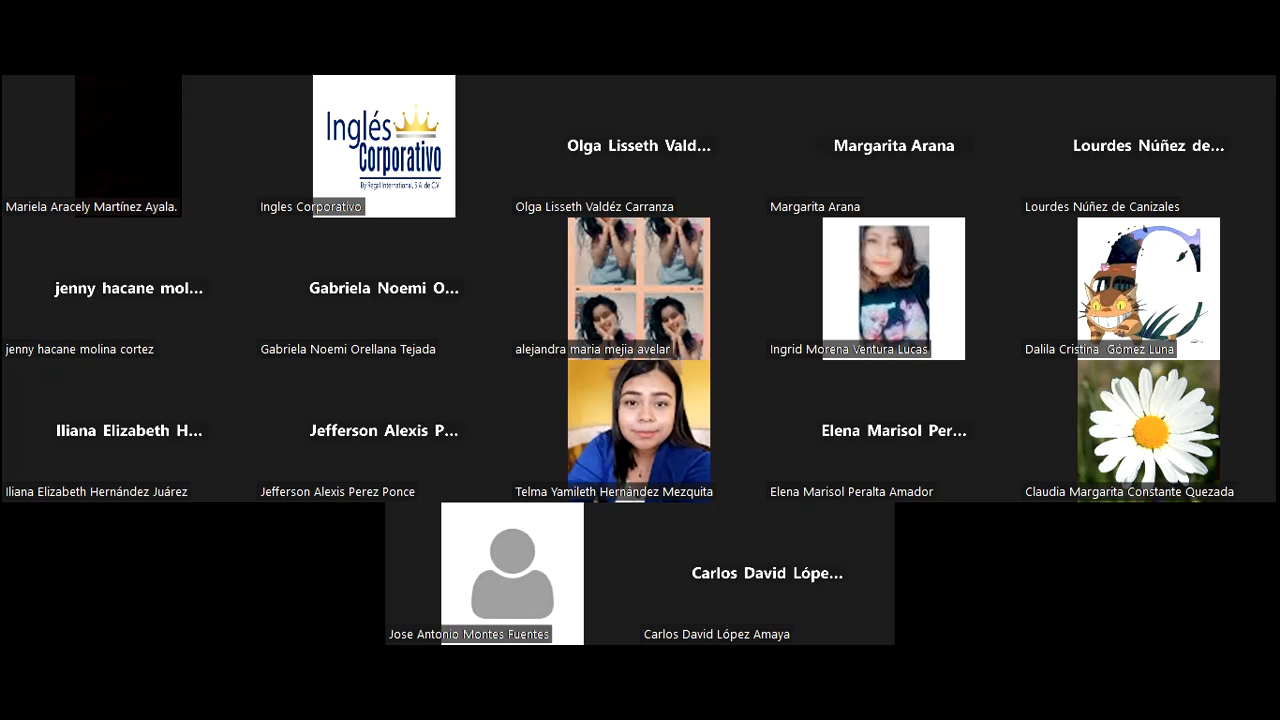 Inglés
Corporativo
By Regal International, S.A. de C.V.
Olga Lisseth Vald...
Margarita Arana
Lourdes Núñez de...
Mariela Aracely Martínez Ayala.
Ingles Corporativo
Olga Lisseth Valdéz Carranza
Margarita Arana
Lourdes Núñez de Canizales
jenny hacane mol...
Gabriela Noemi O...
jenny hacane molina cortez
Gabriela Noemi Orellana Tejada
alejandra maria mejia avelar
Ingrid Morena Ventura Lucas
Dalila Cristina Gómez Luna
Iliana Elizabeth H...
Jefferson Alexis P...
Elena Marisol Per...
Iliana Elizabeth Hernández Juárez
Jefferson Alexis Perez Ponce
Telma Yamileth Hernández Mezquita
Elena Marisol Peralta Amador
Claudia Margarita Constante Quezada
Carlos David Lópe...
Jose Antonio Montes Fuentes
Carlos David López Amaya